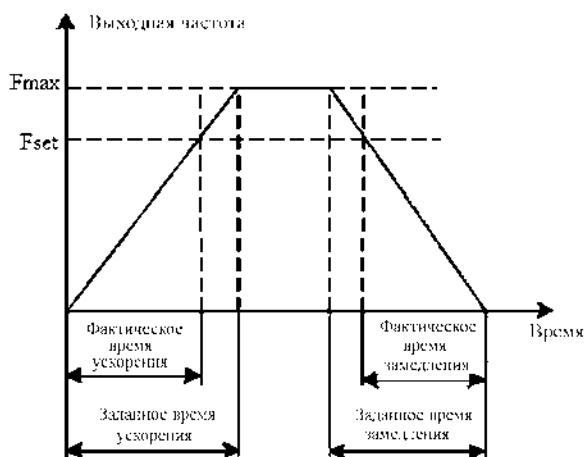 Выходная частота
Fmax
Fset
Время
Фактическое
время
ускорения
Фактическое
время
замедления
Заданное время
ускорения
Заданное время
замедления